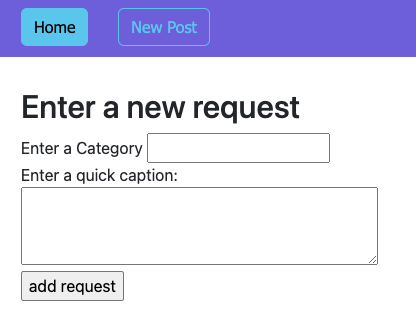 Home New Post
Enter a new request
Enter a Category
Enter a quick caption:
add request